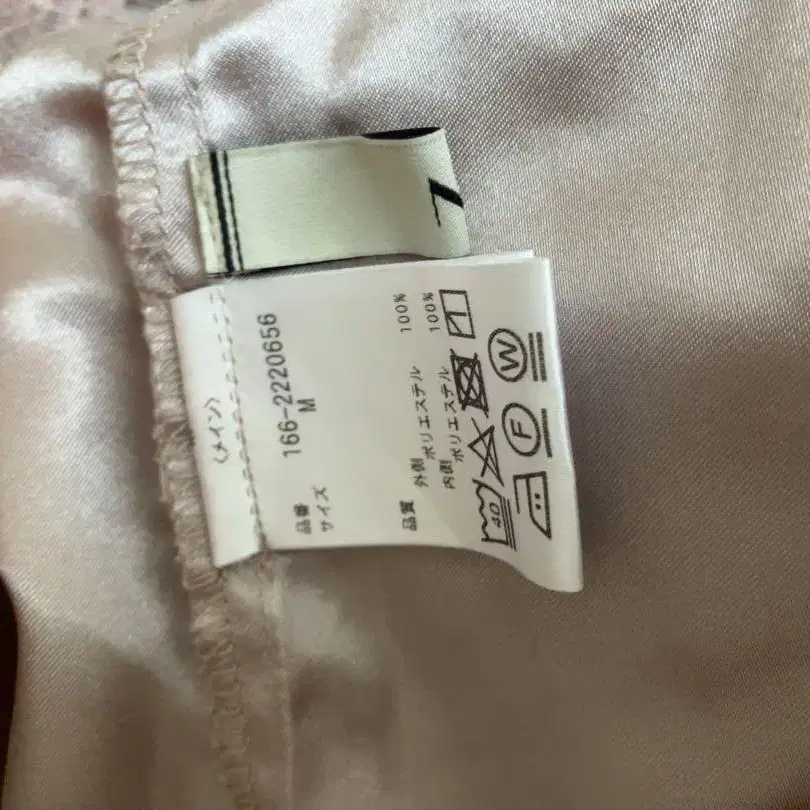 〈メイン〉
品番 166-2220656
サイズ M
品質
外側 ポリエステル 100%
内側 ポリエステル 100%
40
F
W